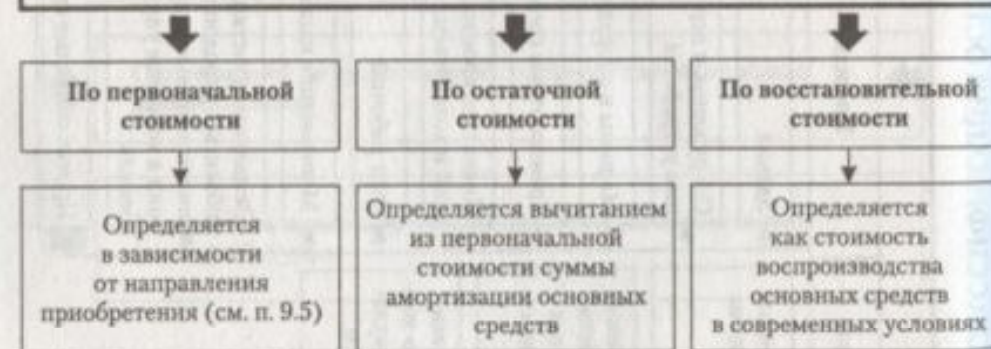 По первоначальной
стоимости
По остаточной
стоимости
По восстановительной
стоимости
Определяется
в зависимости
от направления
приобретения (см. п. 9.5)
Определяется вычитанием
из первоначальной
стоимости суммы
амортизации основных
средств
Определяется
как стоимость
воспроизводства
основных средств
в современных условиях